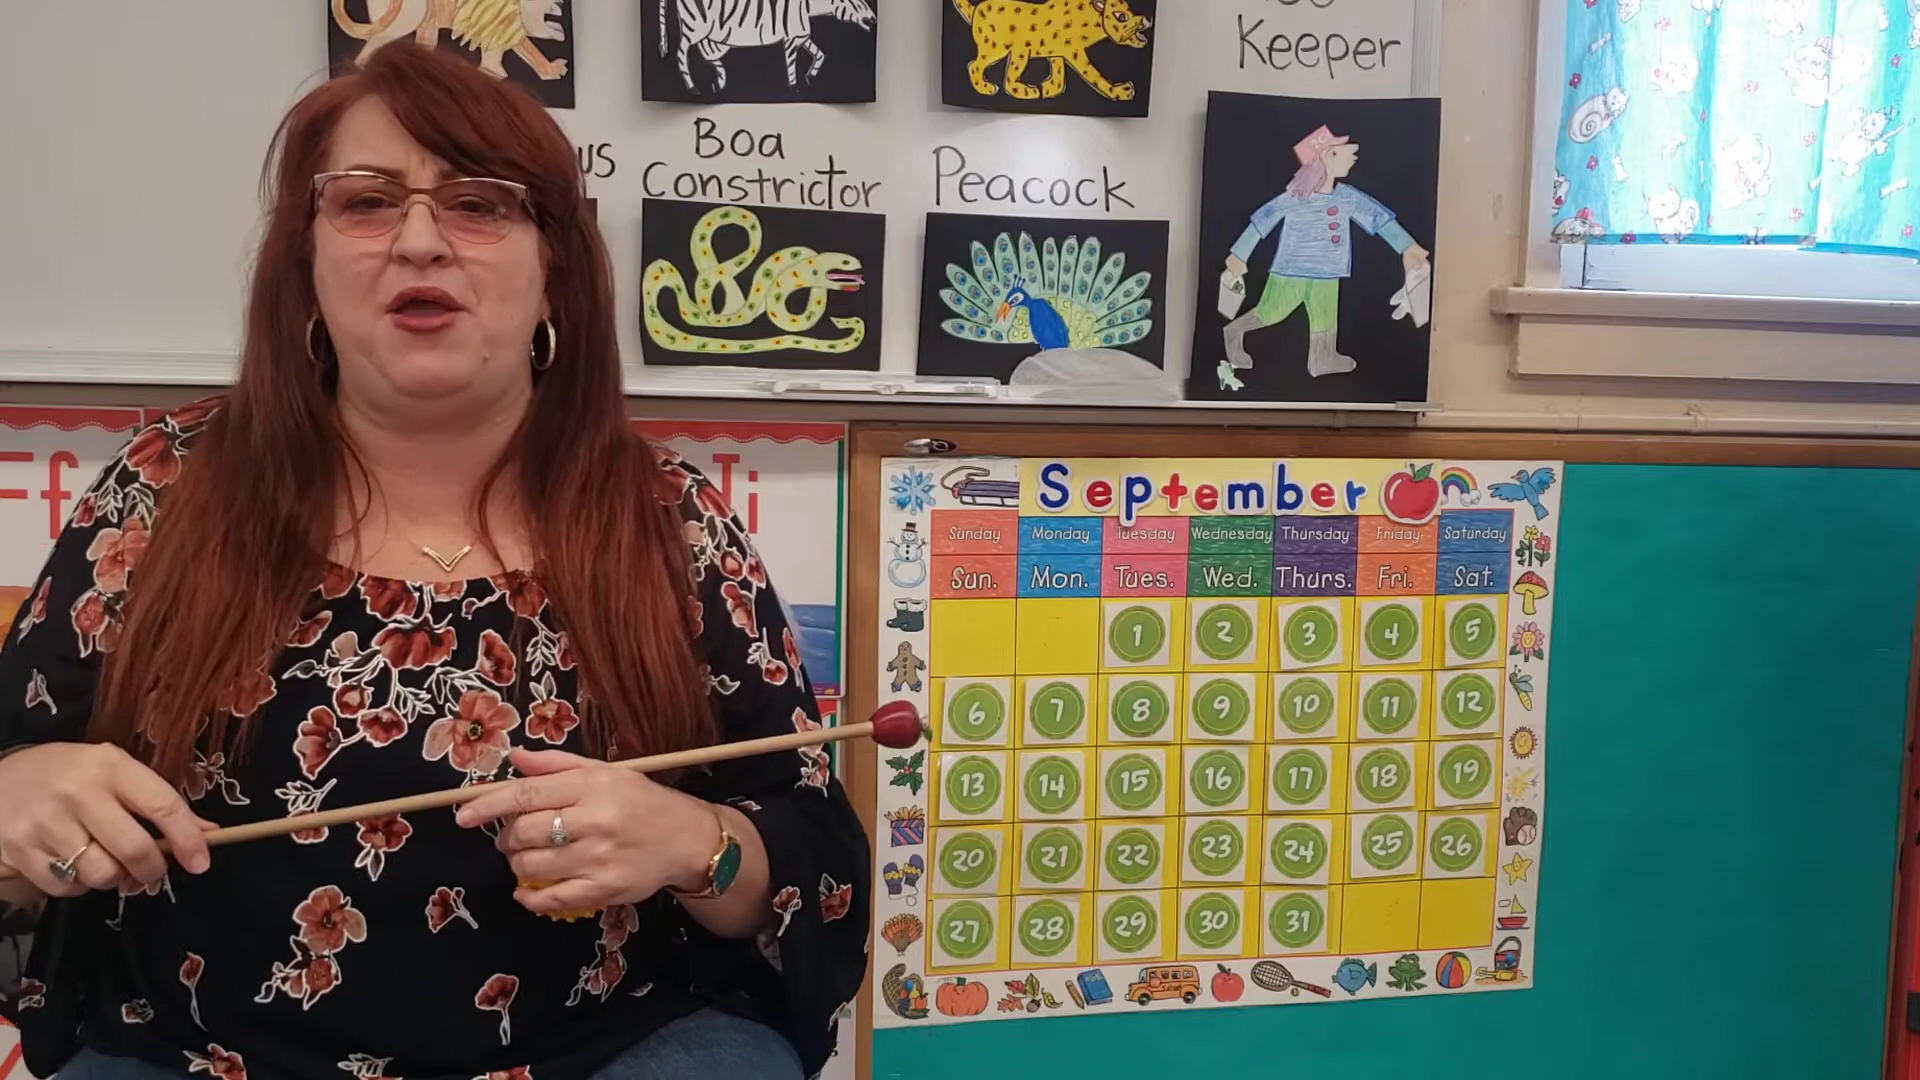 Keeper
Boa
Constrictor
Peacock
Ff
Ii
September
Sunday Monday Tuesday Wednesday Thursday Friday Saturday
Sun. Mon. Tues. Wed. Thurs. Fri. Sat.
1 2 3 4 5
6 7 8 9 10 11 12
13 14 15 16 17 18 19
20 21 22 23 24 25 26
27 28 29 30 31